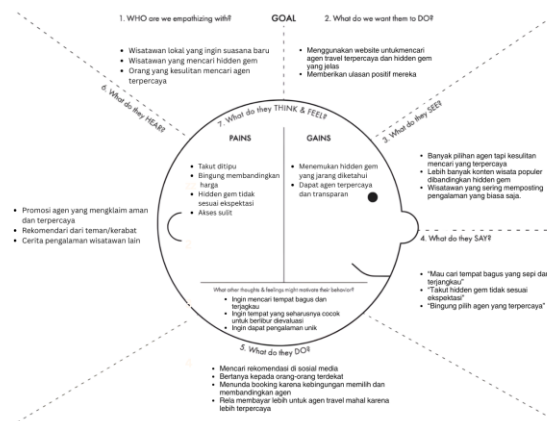 1. WHO are we empathizing with?
GOAL
2. What do we want them to DO?
• Wisatawan lokal yang ingin suasana baru
• Wisatawan yang mencari hidden gem
• Orang yang kesulitan mencari agen
terpercaya
• Menggunakan website untukmencari
agen travel terpercaya dan hidden gem
yang jelas
• Memberikan ulasan positif mereka
6. What do they HEAR?
7. What do they THINK & FEEL?
3. What do they SEE?
PAINS
GAINS
• Takut ditipu
• Bingung membandingkan
harga
• Hidden gem tidak
sesuai ekspektasi
• Akses sulit
• Menemukan hidden gem
yang jarang diketahui
• Dapat agen terpercaya
dan transparan
• Banyak pilihan agen tapi kesulitan
mencari yang terpercaya
• Lebih banyak konten wisata populer
dibandingkan hidden gem
• Wisatawan yang sering memposting
pengalaman yang biasa saja.
• Promosi agen yang mengklaim aman
dan terpercaya
• Rekomendari dari teman/kerabat
• Cerita pengalaman wisatawan lain
4. What do they SAY?
• "Mau cari tempat bagus yang sepi dan
terjangkau"
• "Takut hidden gem tidak sesuai
ekspektasi"
• "Bingung pilih agen yang terpercaya"
What other thoughts & feelings might motivate their behavior?
• Ingin mencari tempat bagus dan
terjagkau
• Ingin tempat yang seharusnya cocok
untuk berlibur dievaluasi
• Ingin dapat pengalaman unik
5. What do they DO?
• Mencari rekomendasi di sosial media
• Bertanya kepada orang-orang terdekat
• Menunda booking karena kebingungan memilih dan
membandingkan agen
• Rela membayar lebih untuk agen travel mahal karena
lebih terpercaya